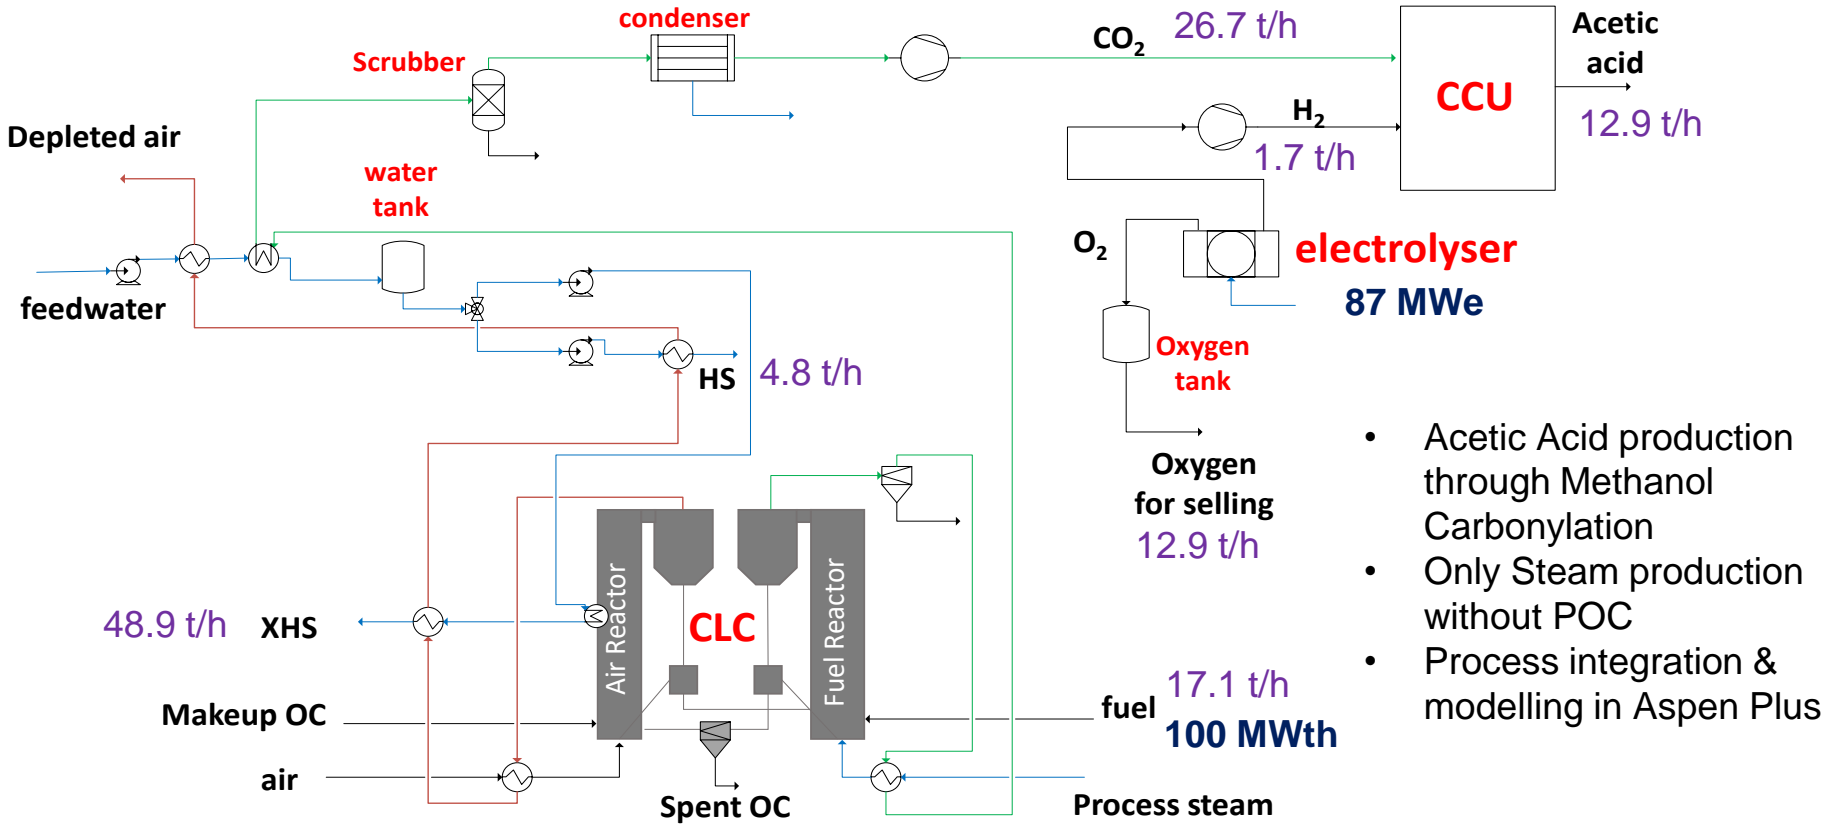 condenser
Scrubber
CO2
26.7 t/h
Acetic
acid
CCU
12.9 t/h
H2
1.7 t/h
Depleted air
water
tank
O2
electrolyser
87 MWe
feedwater
Oxygen
tank
HS
4.8 t/h
Oxygen
for selling
12.9 t/h
• Acetic Acid production
through Methanol
Carbonylation
• Only Steam production
without POC
• Process integration &
modelling in Aspen Plus
48.9 t/h
XHS
Air Reactor
CLC
Fuel Reactor
Makeup OC
fuel
17.1 t/h
100 MWth
air
Spent OC
Process steam